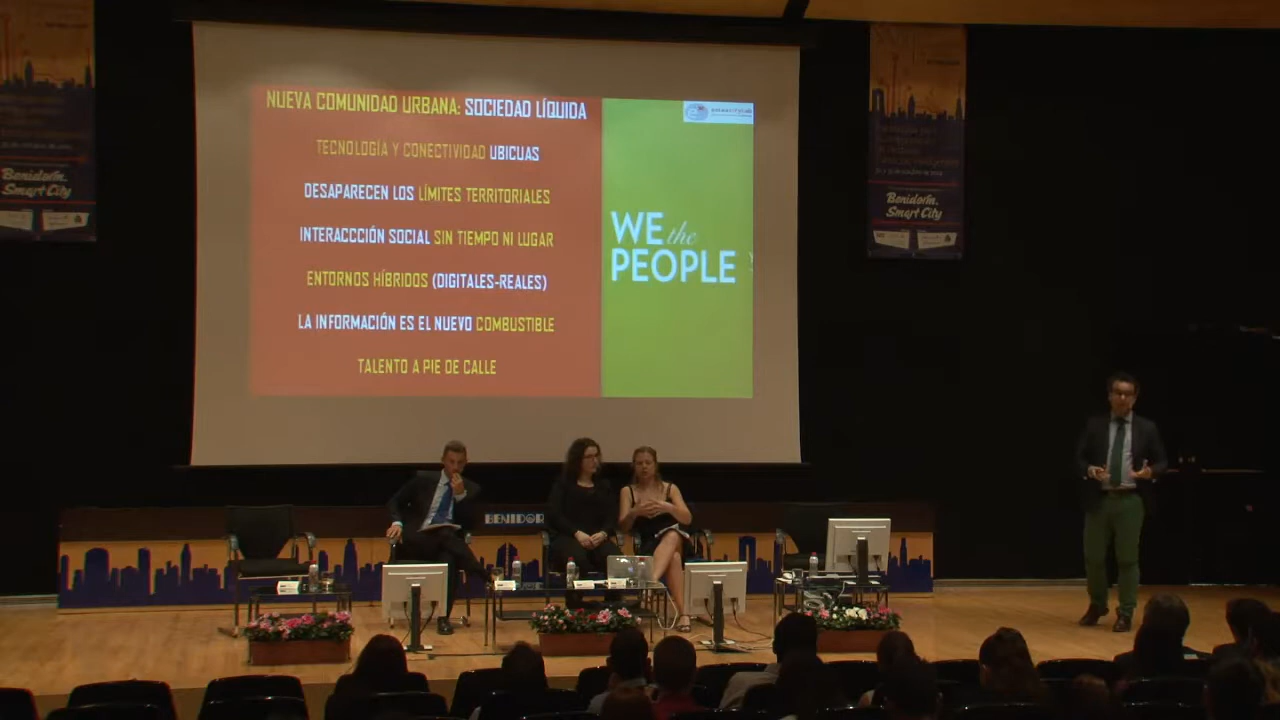 NUEVA COMUNIDAD URBANA: SOCIEDAD LÍQUIDA
TECNOLOGÍA Y CONECTIVIDAD UBICUAS
DESAPARECEN LOS LÍMITES TERRITORIALES
INTERACCCIÓN SOCIAL SIN TIEMPO NI LUGAR
ENTORNOS HÍBRIDOS (DIGITALES-REALES)
LA INFORMACIÓN ES EL NUEVO COMBUSTIBLE
TALENTO A PIE DE CALLE
WE the
PEOPLE
Benidorm
Smart City
Benidorm
Smart City
BENIDOR